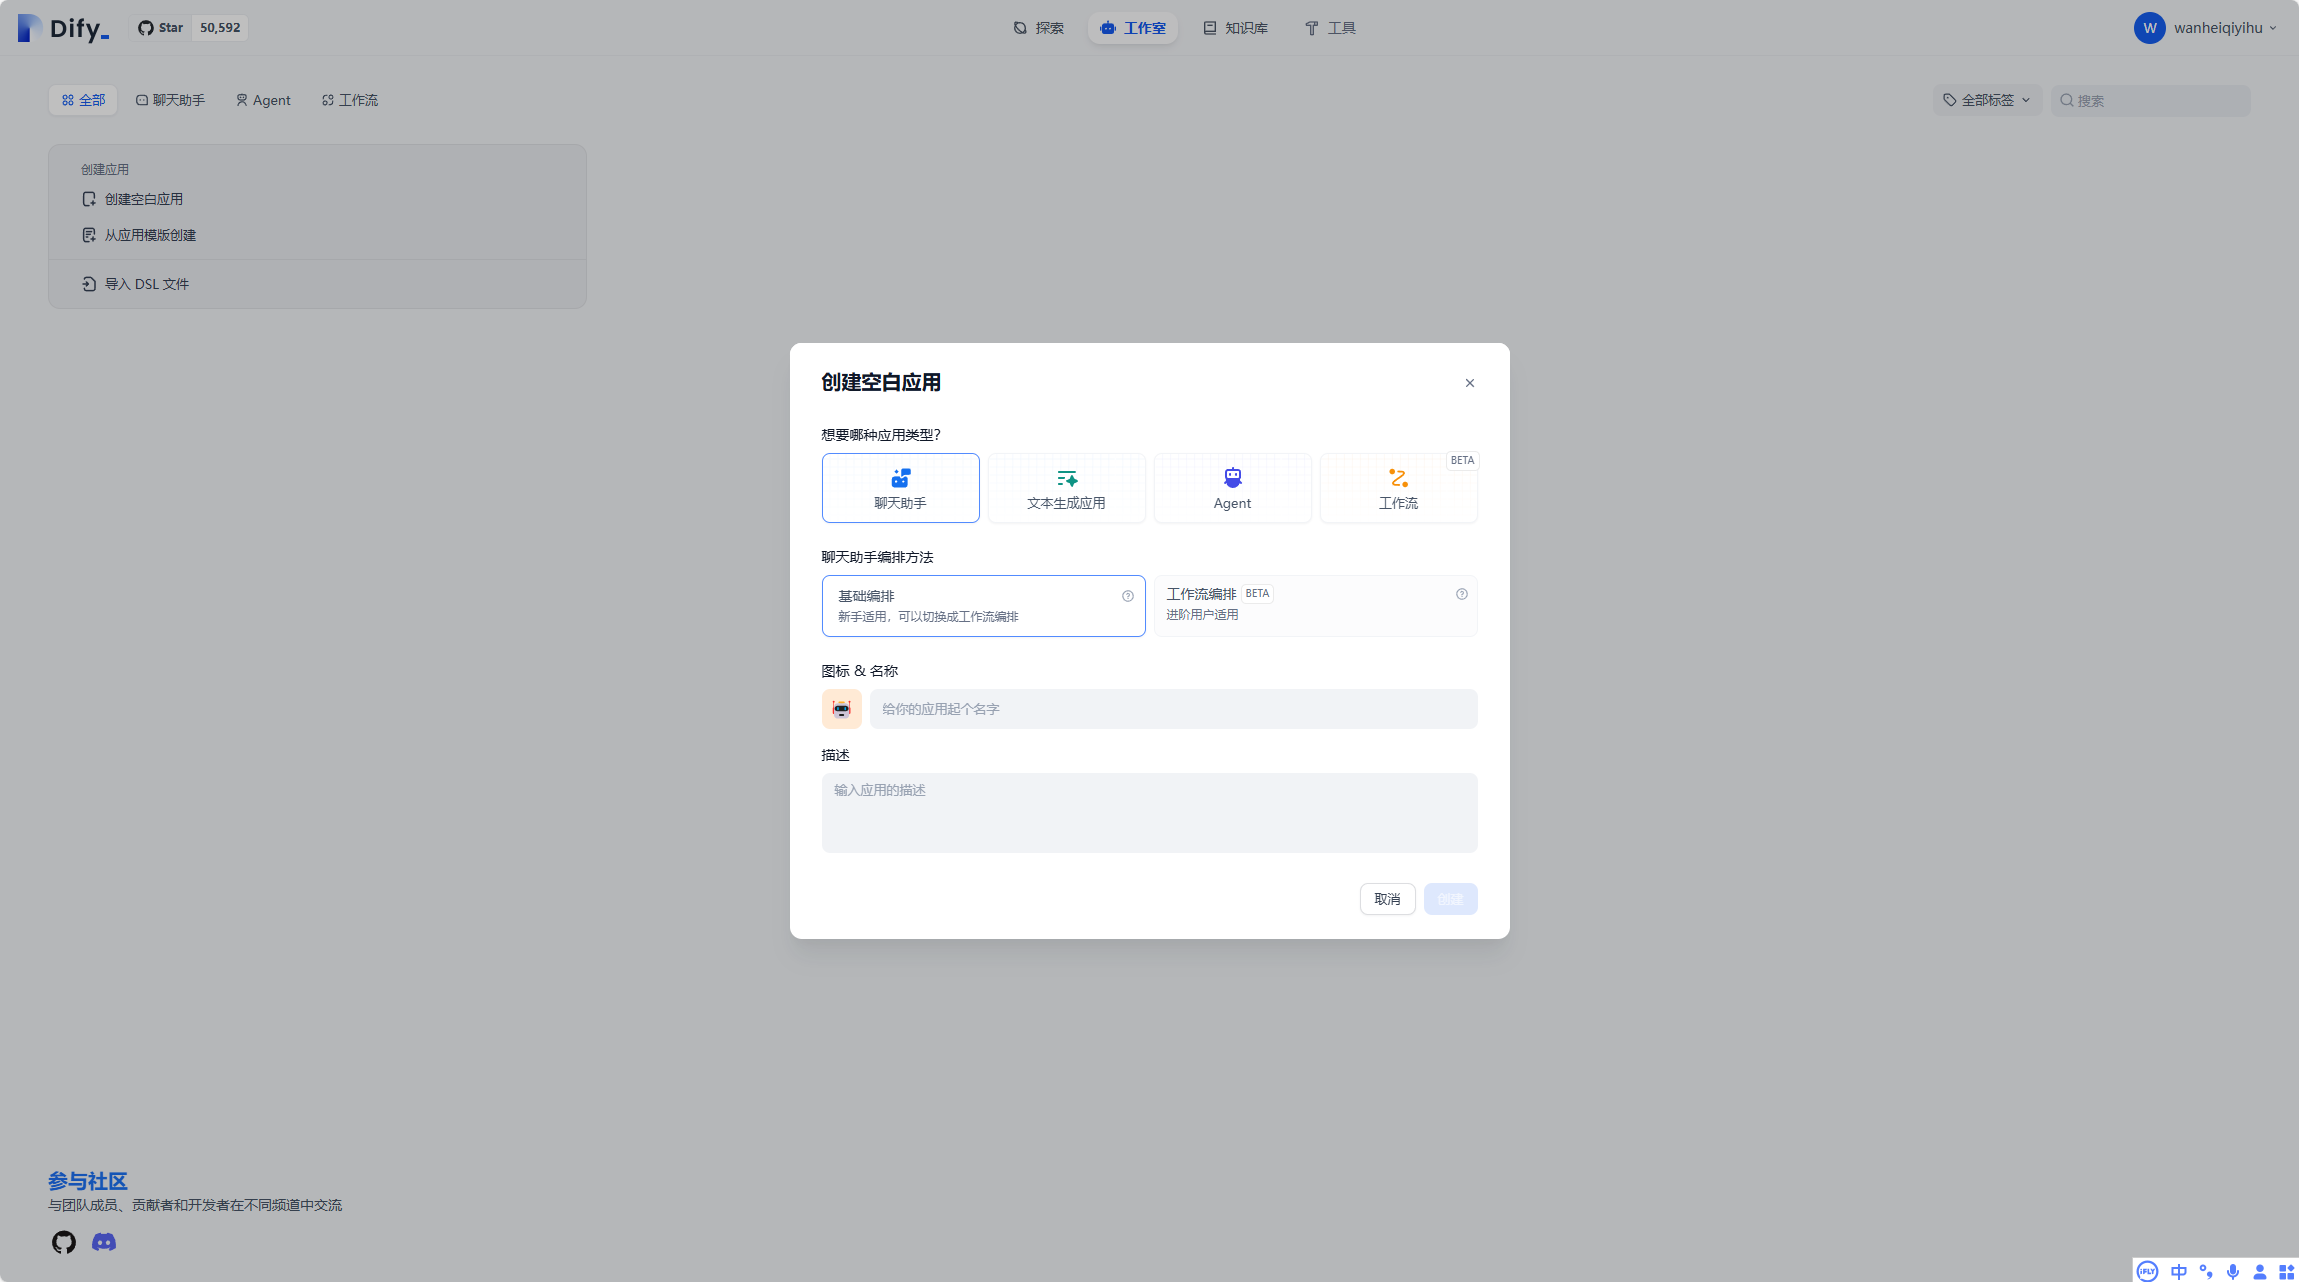 Dify_
Star 50,592
探索
工作室
知识库
工具
W wanheiqiyihu
全部
聊天助手
Agent
工作流
全部标签
搜索
创建应用
创建空白应用
从应用模版创建
导入 DSL 文件
创建空白应用
想要哪种应用类型?
BETA
聊天助手
文本生成应用
Agent
工作流
聊天助手编排方法
基础编排
新手适用，可以切换成工作流编排
工作流编排 BETA
进阶用户适用
图标 & 名称
给你的应用起个名字
描述
输入应用的描述
取消
创建
参与社区
与团队成员、贡献者和开发者在不同频道中交流
iFLY 中